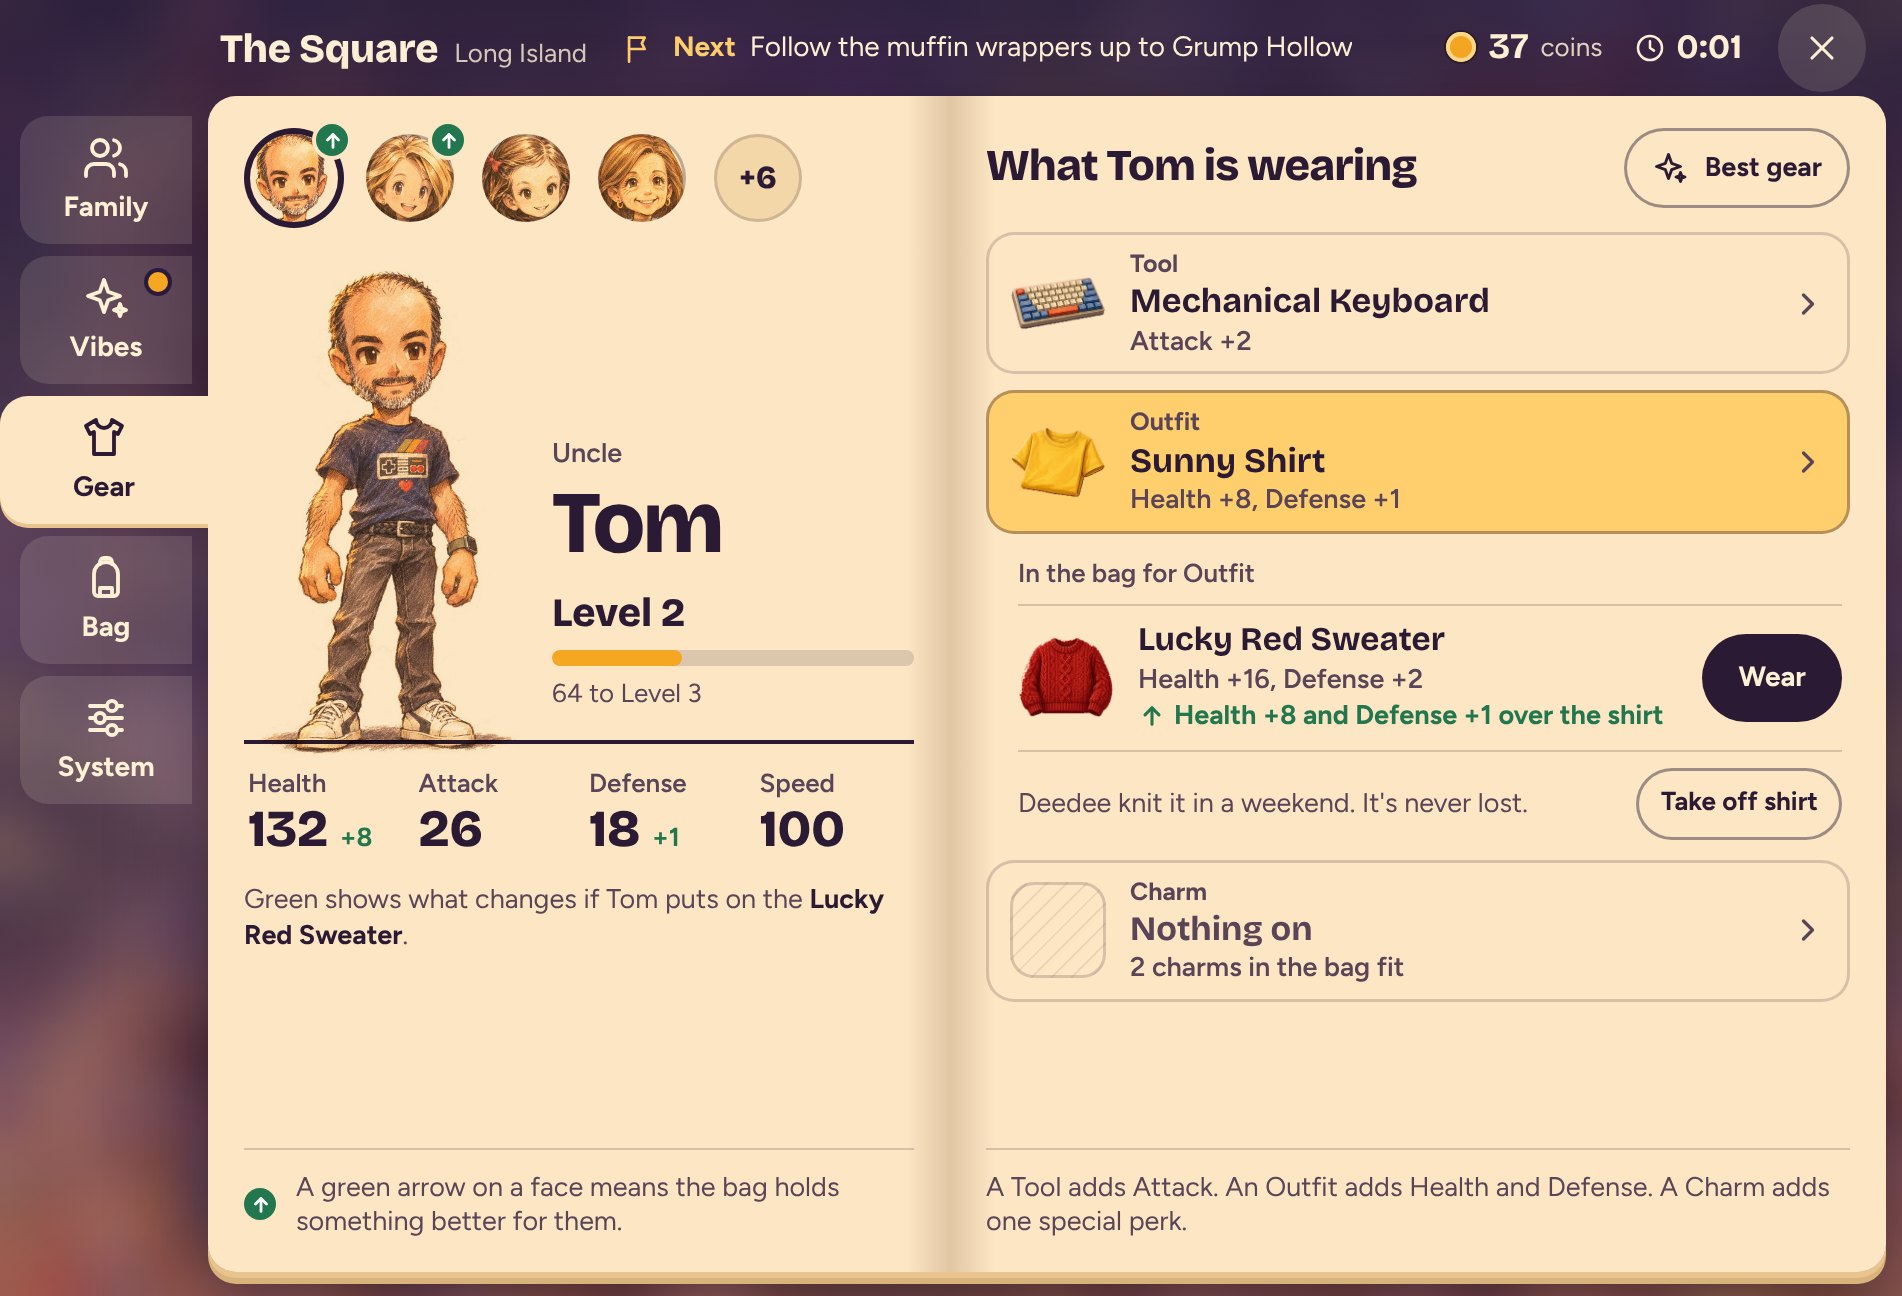 The Square Long Island
Next Follow the muffin wrappers up to Grump Hollow
37 coins
0:01
Family
Vibes
Gear
Bag
System
+6
Uncle
Tom
Level 2
64 to Level 3
Health Attack Defense Speed
132 +8 26 18 +1 100
Green shows what changes if Tom puts on the Lucky
Red Sweater.
A green arrow on a face means the bag holds
something better for them.
What Tom is wearing
Best gear
Tool
Mechanical Keyboard
Attack +2
Outfit
Sunny Shirt
Health +8, Defense +1
In the bag for Outfit
Lucky Red Sweater
Health +16, Defense +2
Health +8 and Defense +1 over the shirt
Wear
Deedee knit it in a weekend. It's never lost.
Take off shirt
Charm
Nothing on
2 charms in the bag fit
A Tool adds Attack. An Outfit adds Health and Defense. A Charm adds
one special perk.